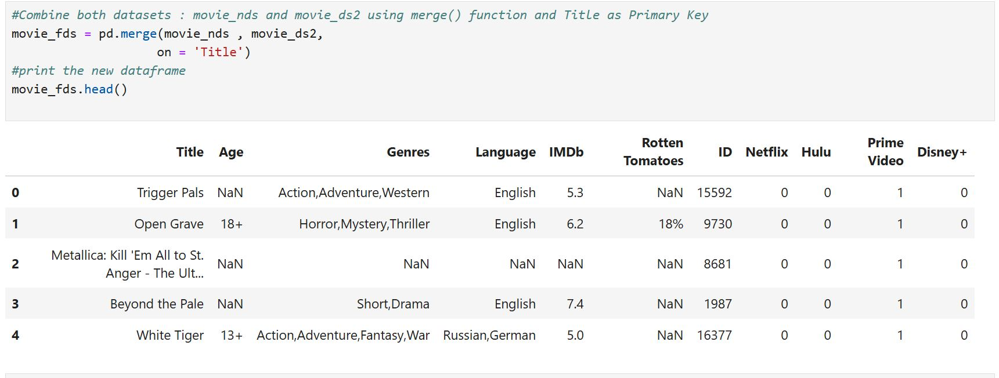 #Combine both datasets : movie_nds and movie_ds2 using merge() function and Title as Primary Key
movie_fds = pd.merge(movie_nds , movie_ds2,
on = 'Title')
#print the new dataframe
movie_fds.head()
Title Age Genres Language IMDb Rotten Tomatoes ID Netflix Hulu Prime Video Disney+
0 Trigger Pals NaN Action,Adventure,Western English 5.3 NaN 15592 0 0 1 0
1 Open Grave 18+ Horror,Mystery,Thriller English 6.2 18% 9730 0 0 1 0
2 Metallica: Kill 'Em All to St. Anger - The Ult... NaN NaN NaN NaN NaN 8681 0 0 1 0
3 Beyond the Pale NaN Short,Drama English 7.4 NaN 1987 0 0 1 0
4 White Tiger 13+ Action,Adventure,Fantasy,War Russian,German 5.0 NaN 16377 0 0 1 0